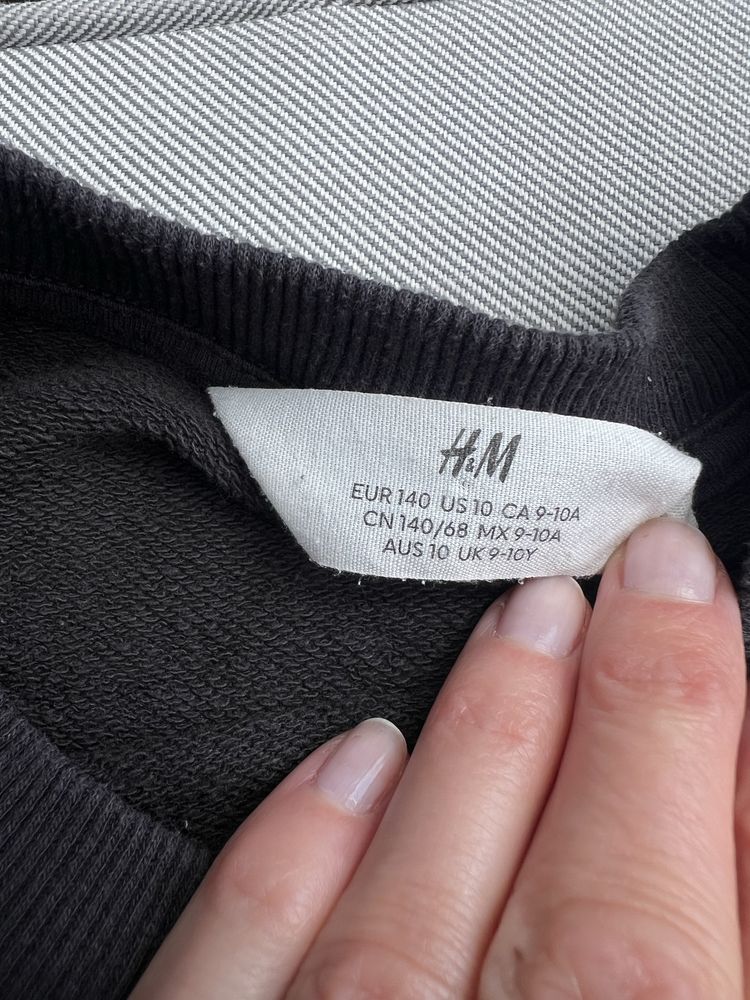 H&M
EUR 140 US 10 CA 9-10A
CN 140/68 MX 9-10A
AUS 10 UK 9-10Y